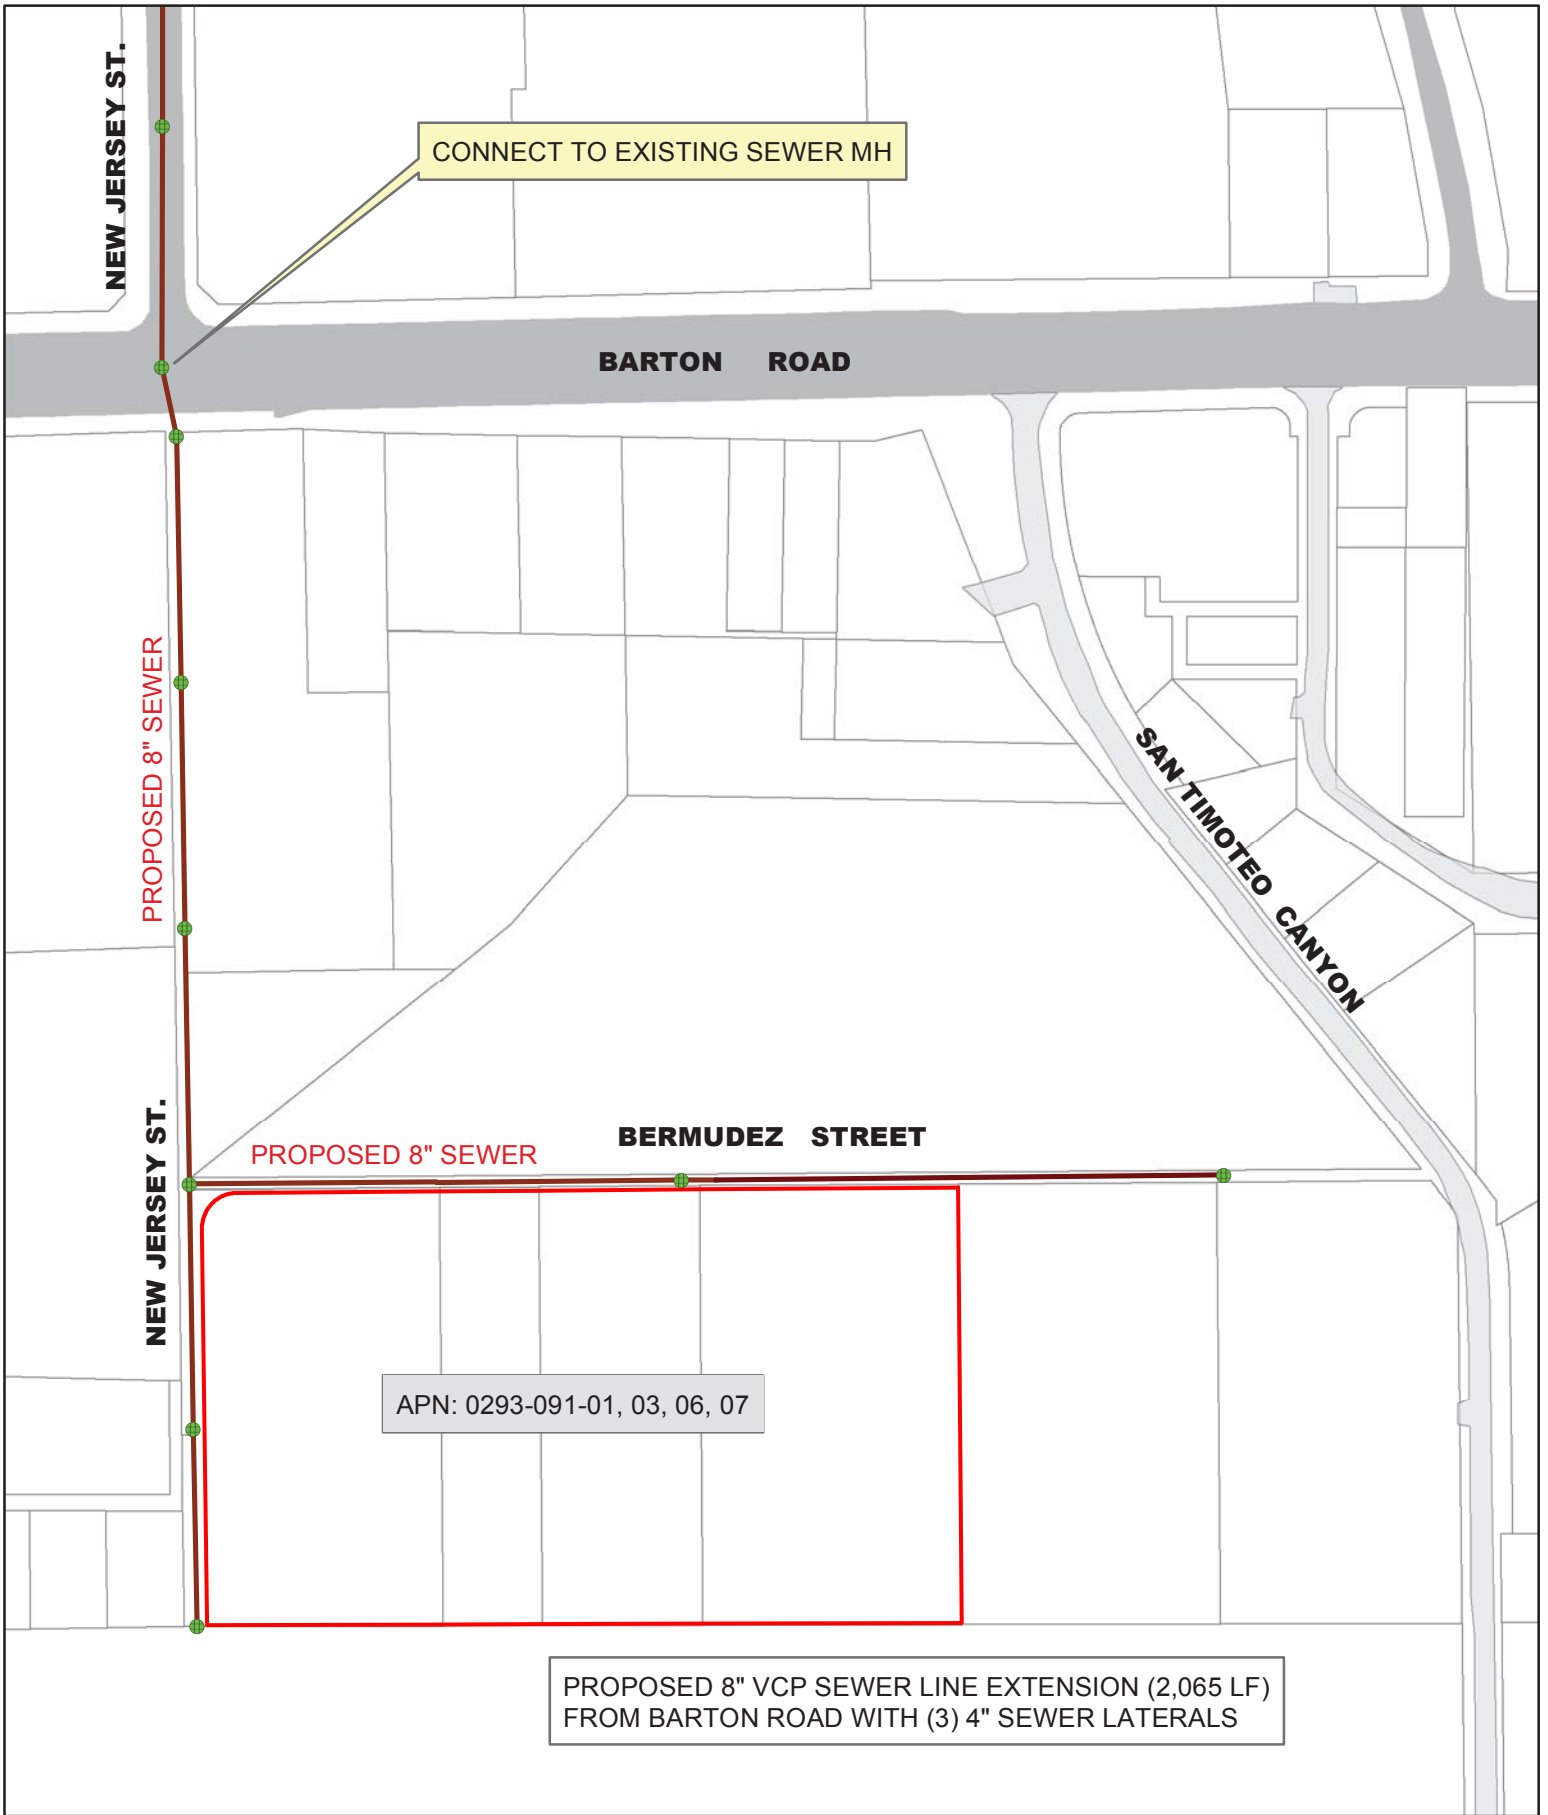 NEW JERSEY ST.
CONNECT TO EXISTING SEWER MH
BARTON ROAD
PROPOSED 8" SEWER
SAN TIMOTEO CANYON
NEW JERSEY ST.
BERMUDEZ STREET
PROPOSED 8" SEWER
APN: 0293-091-01, 03, 06, 07
PROPOSED 8" VCP SEWER LINE EXTENSION (2,065 LF)
FROM BARTON ROAD WITH (3) 4" SEWER LATERALS